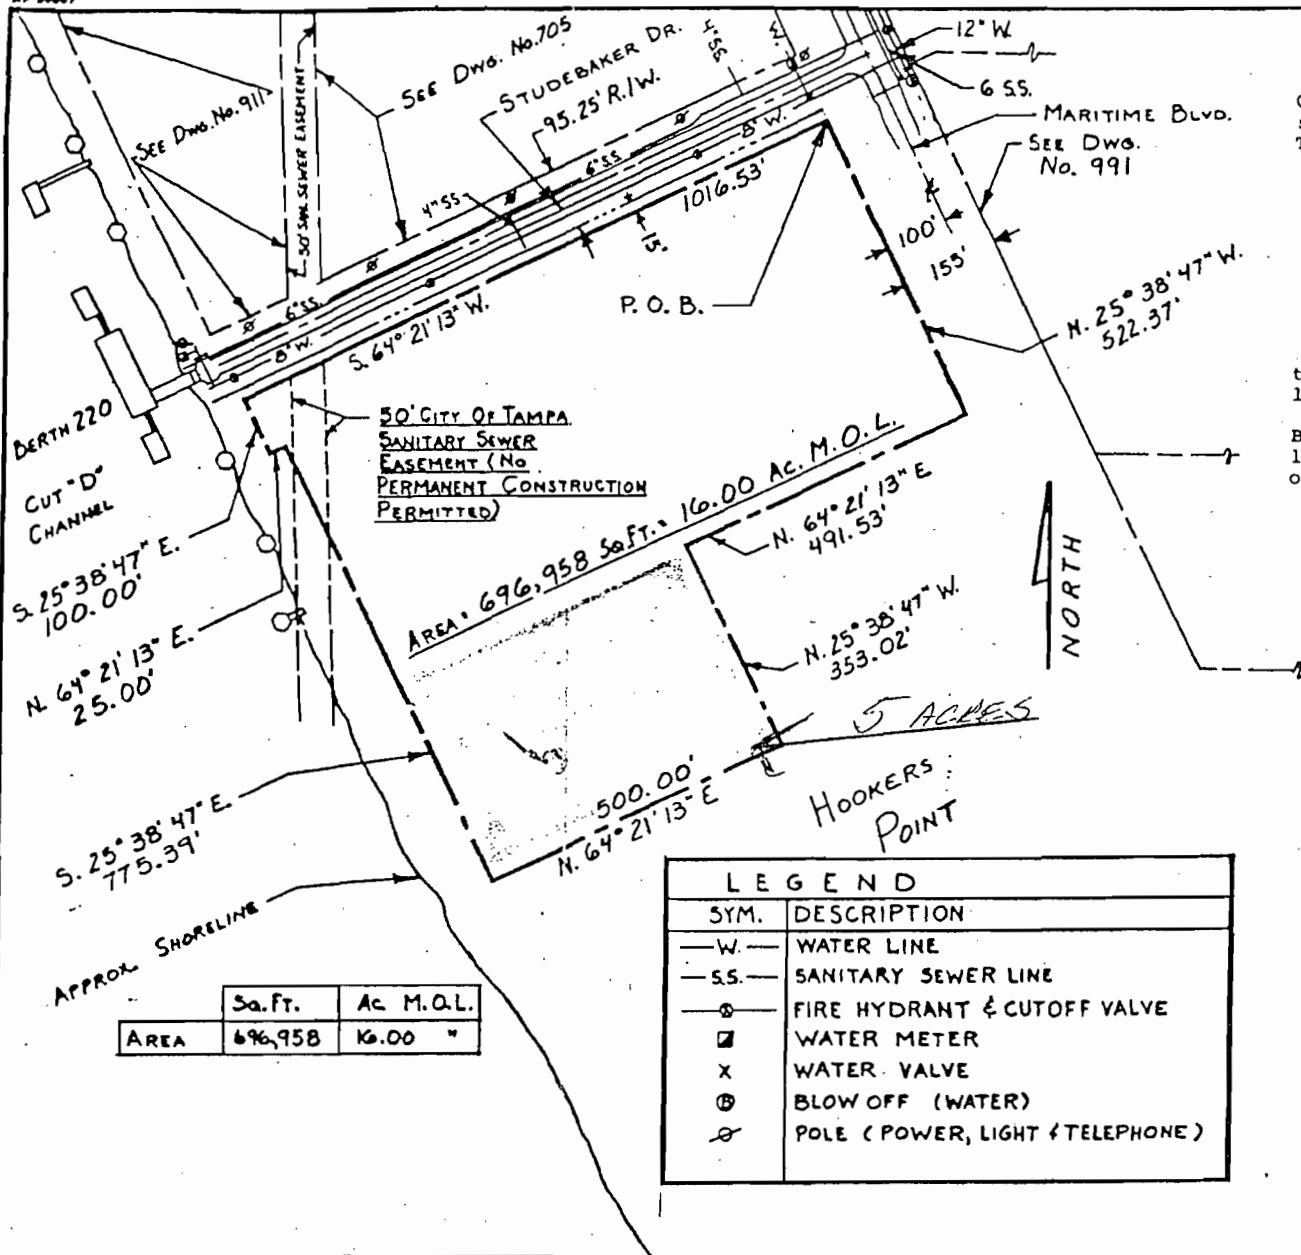 12" W.
6 S.S.
MARITIME BLVD.
SEE DWG.
No. 991
SEE DWG. No. 705
STUDEBAKER DR.
95.25' R./W.
4" S.S.
W.
SEE DWG. No. 911
50' SAN. SEWER EASEMENT
4" S.S.
6" S.S.
8" W.
1016.53'
15'
100'
155'
P. O. B.
N. 25° 38' 47" W.
522.37'
6" S.S.
8" W.
S. 64° 21' 13" W.
BERTH 220
CUT "D"
CHANNEL
50' CITY OF TAMPA
SANITARY SEWER
EASEMENT (NO
PERMANENT CONSTRUCTION
PERMITTED)
S. 25° 38' 47" E.
100.00'
N. 64° 21' 13" E.
25.00'
AREA: 696,958 SQ.FT.: 16.00 AC. M.O.L.
N. 64° 21' 13" E
491.53'
N. 25° 38' 47" W.
353.02'
NORTH
5 ACRES
HOOKERS
POINT
500.00'
N. 64° 21' 13" E
S. 25° 38' 47" E.
775.39'
APPROX. SHORELINE
SQ.FT. AC M.O.L.
AREA 696,958 16.00 "
LEGEND
SYM. DESCRIPTION
W. WATER LINE
S.S. SANITARY SEWER LINE
FIRE HYDRANT & CUTOFF VALVE
WATER METER
X WATER VALVE
B BLOW OFF (WATER)
POLE (POWER, LIGHT & TELEPHONE)